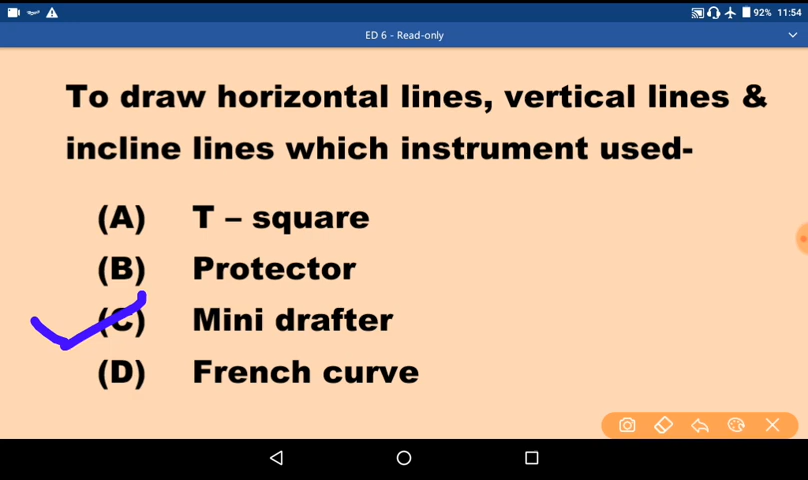 92% 11:54
ED 6 - Read-only
To draw horizontal lines, vertical lines &
incline lines which instrument used-
(A) T – square
(B) Protector
(C) Mini drafter
(D) French curve